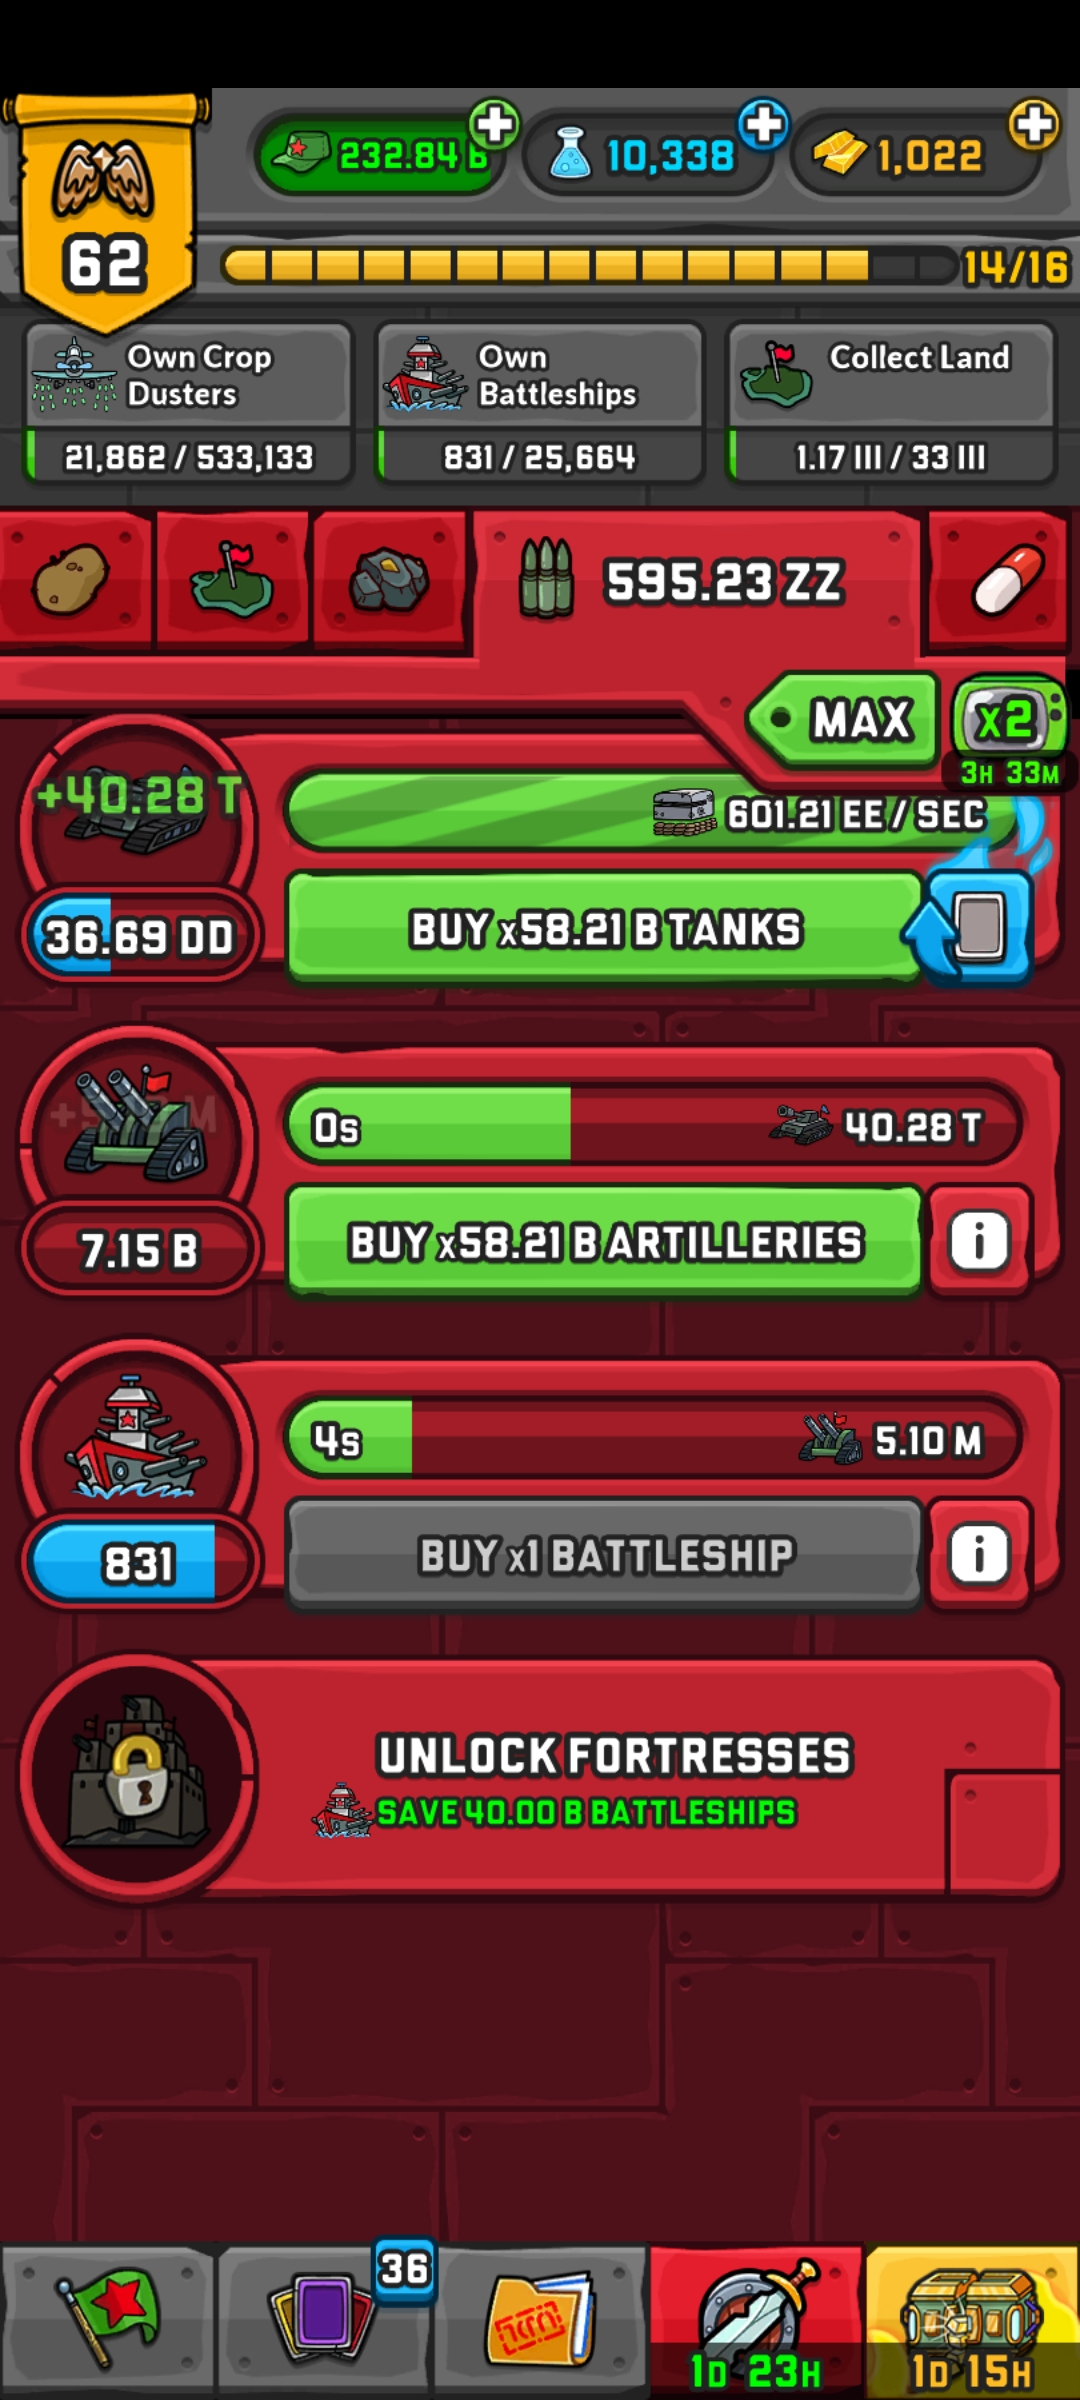 62
232.84 B
10,338
1,022
14/16
Own Crop
Dusters
21,862 / 533,133
Own
Battleships
831 / 25,664
Collect Land
1.17 III / 33 III
595.23 ZZ
MAX
x2
3H 33M
+40.28 T
601.21 EE / SEC
36.69 DD
BUY x58.21 B TANKS
0s
40.28 T
7.15 B
BUY x58.21 B ARTILLERIES
i
4s
5.10 M
831
BUY x1 BATTLESHIP
i
UNLOCK FORTRESSES
SAVE 40.00 B BATTLESHIPS
36
1D 23H
1D 15H